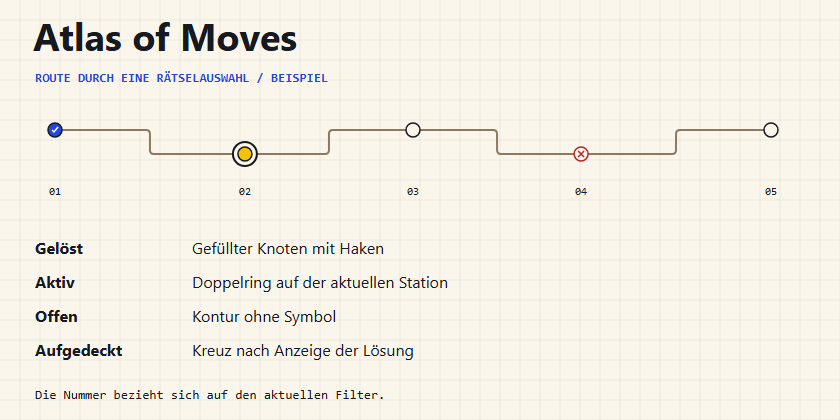 Atlas of Moves
ROUTE DURCH EINE RÄTSELAUSWAHL / BEISPIEL
01 02 03 04 05
Gelöst Gefüllter Knoten mit Haken
Aktiv Doppelring auf der aktuellen Station
Offen Kontur ohne Symbol
Aufgedeckt Kreuz nach Anzeige der Lösung
Die Nummer bezieht sich auf den aktuellen Filter.